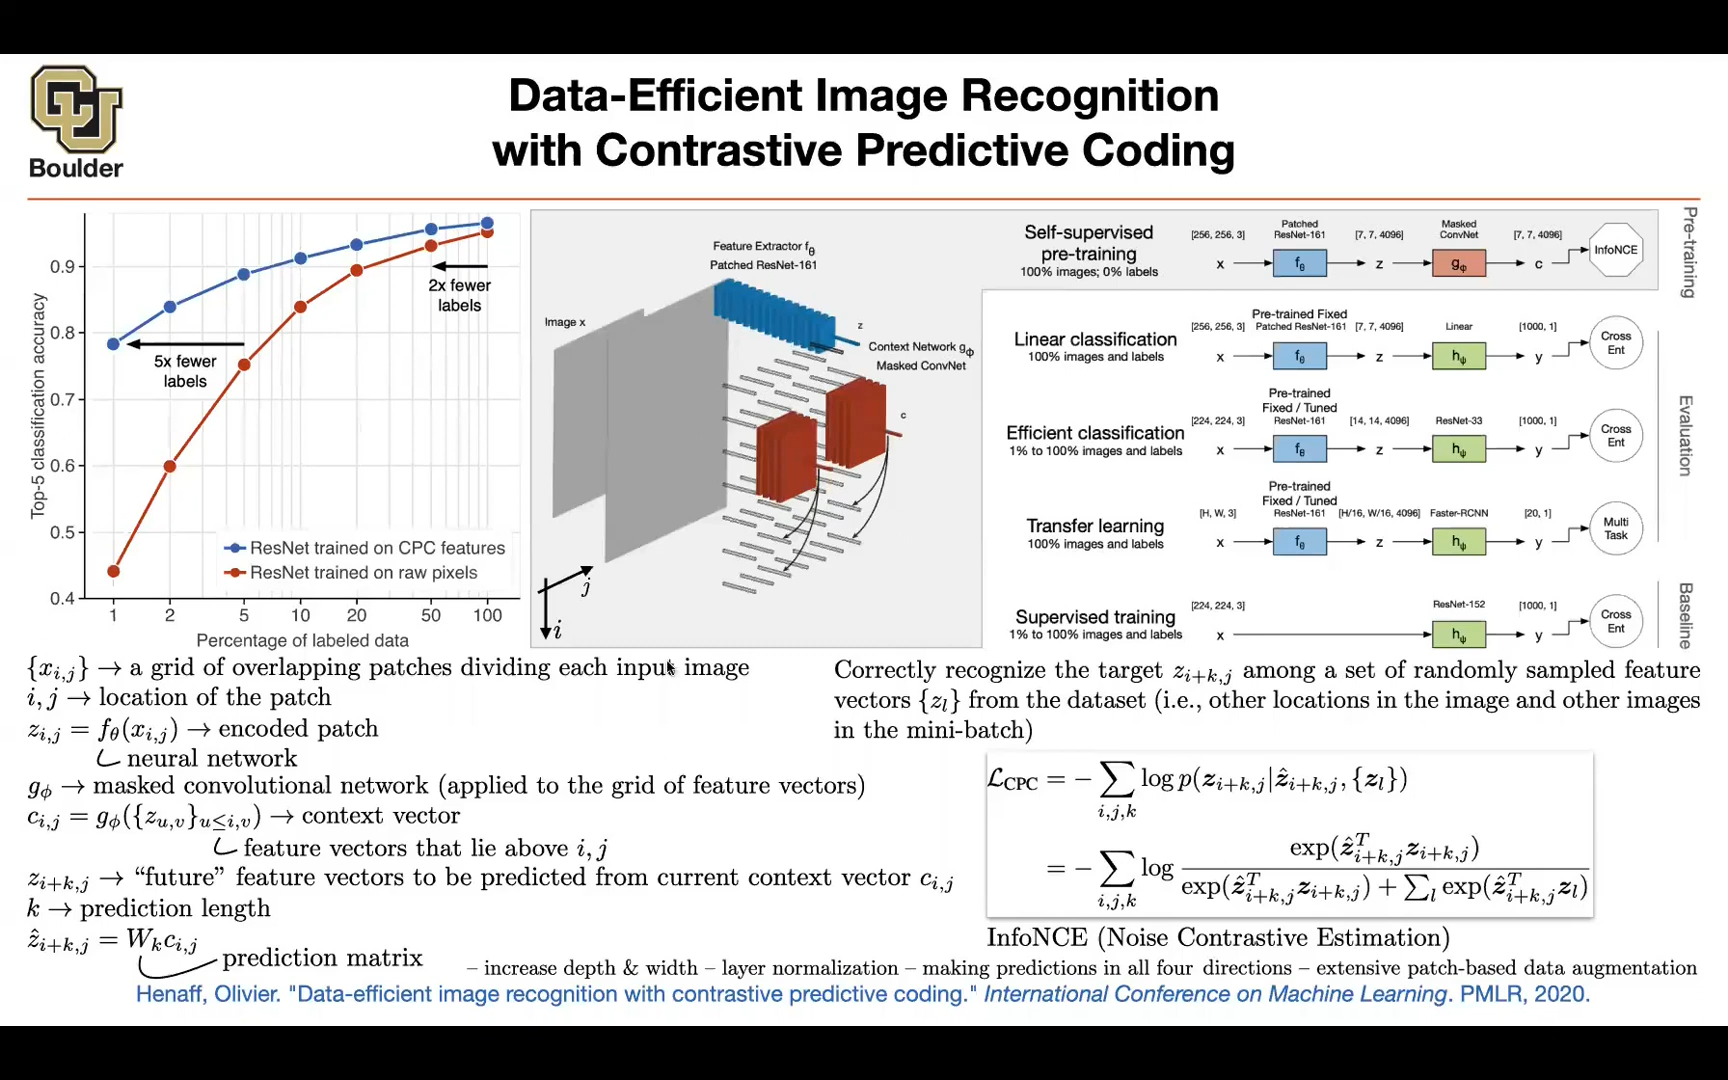 Boulder
Data-Efficient Image Recognition
with Contrastive Predictive Coding
Top-5 classification accuracy
0.9
0.8
0.7
0.6
0.5
0.4
2x fewer
labels
5x fewer
labels
ResNet trained on CPC features
ResNet trained on raw pixels
1 2 5 10 20 50 100
Percentage of labeled data
Feature Extractor fθ
Patched ResNet-161
Image x
z
Context Network gΦ
Masked ConvNet
c
j
i
Self-supervised
pre-training
100% images; 0% labels
[256, 256, 3] Patched ResNet-161 [7, 7, 4096] Masked ConvNet [7, 7, 4096]
x fθ z gΦ c InfoNCE
Pre-training
Linear classification
100% images and labels
Pre-trained Fixed
[256, 256, 3] Patched ResNet-161 [7, 7, 4096] Linear [1000, 1]
x fθ z hψ y Cross Ent
Efficient classification
1% to 100% images and labels
Pre-trained
Fixed / Tuned
[224, 224, 3] ResNet-161 [14, 14, 4096] ResNet-33 [1000, 1]
x fθ z hψ y Cross Ent
Evaluation
Transfer learning
100% images and labels
Pre-trained
Fixed / Tuned
[H, W, 3] ResNet-161 [H/16, W/16, 4096] Faster-RCNN [20, 1]
x fθ z hψ y Multi Task
Supervised training
1% to 100% images and labels
[224, 224, 3] ResNet-152 [1000, 1]
x hψ y Cross Ent
Baseline
{x_{i,j}} → a grid of overlapping patches dividing each input image
i, j → location of the patch
z_{i,j} = f_θ(x_{i,j}) → encoded patch
neural network
g_ϕ → masked convolutional network (applied to the grid of feature vectors)
c_{i,j} = g_ϕ({z_{u,v}}_{u≤i,v}) → context vector
feature vectors that lie above i, j
z_{i+k,j} → “future” feature vectors to be predicted from current context vector c_{i,j}
k → prediction length
ẑ_{i+k,j} = W_k c_{i,j}
prediction matrix
Correctly recognize the target z_{i+k,j} among a set of randomly sampled feature
vectors {z_l} from the dataset (i.e., other locations in the image and other images
in the mini-batch)
L_CPC = − ∑_{i,j,k} log p(z_{i+k,j}|ẑ_{i+k,j}, {z_l})
= − ∑_{i,j,k} log exp(ẑ^T_{i+k,j} z_{i+k,j}) / exp(ẑ^T_{i+k,j} z_{i+k,j}) + ∑_l exp(ẑ^T_{i+k,j} z_l)
InfoNCE (Noise Contrastive Estimation)
– increase depth & width – layer normalization – making predictions in all four directions – extensive patch-based data augmentation
Henaff, Olivier. "Data-efficient image recognition with contrastive predictive coding." International Conference on Machine Learning. PMLR, 2020.